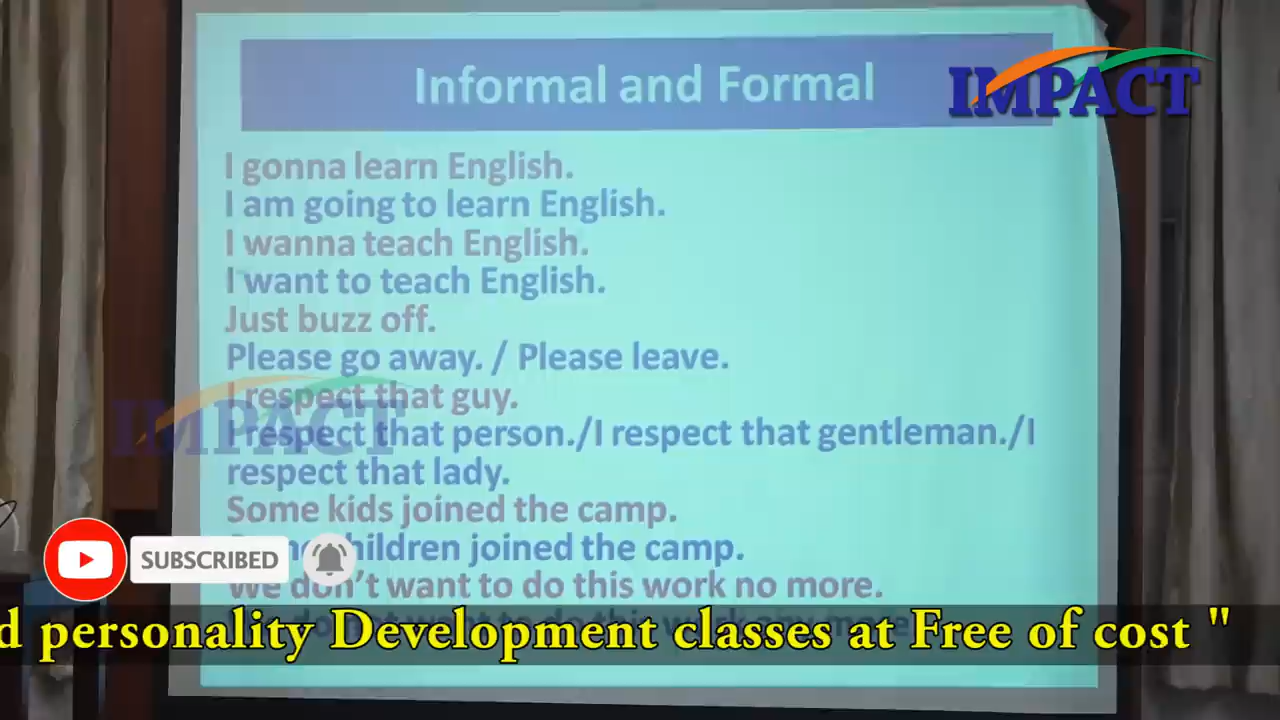 Informal and Formal
IMPACT
I gonna learn English.
I am going to learn English.
I wanna teach English.
I want to teach English.
Just buzz off.
Please go away. / Please leave.
I respect that guy.
IMPACT
I respect that person./I respect that gentleman./I
respect that lady.
Some kids joined the camp.
children joined the camp.
SUBSCRIBED
We don't want to do this work no more.
personality Development classes at Free of cost "